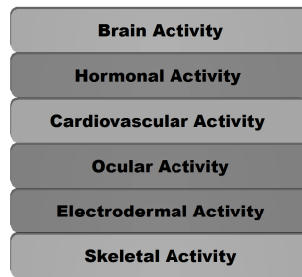 Brain Activity
Hormonal Activity
Cardiovascular Activity
Ocular Activity
Electrodermal Activity
Skeletal Activity